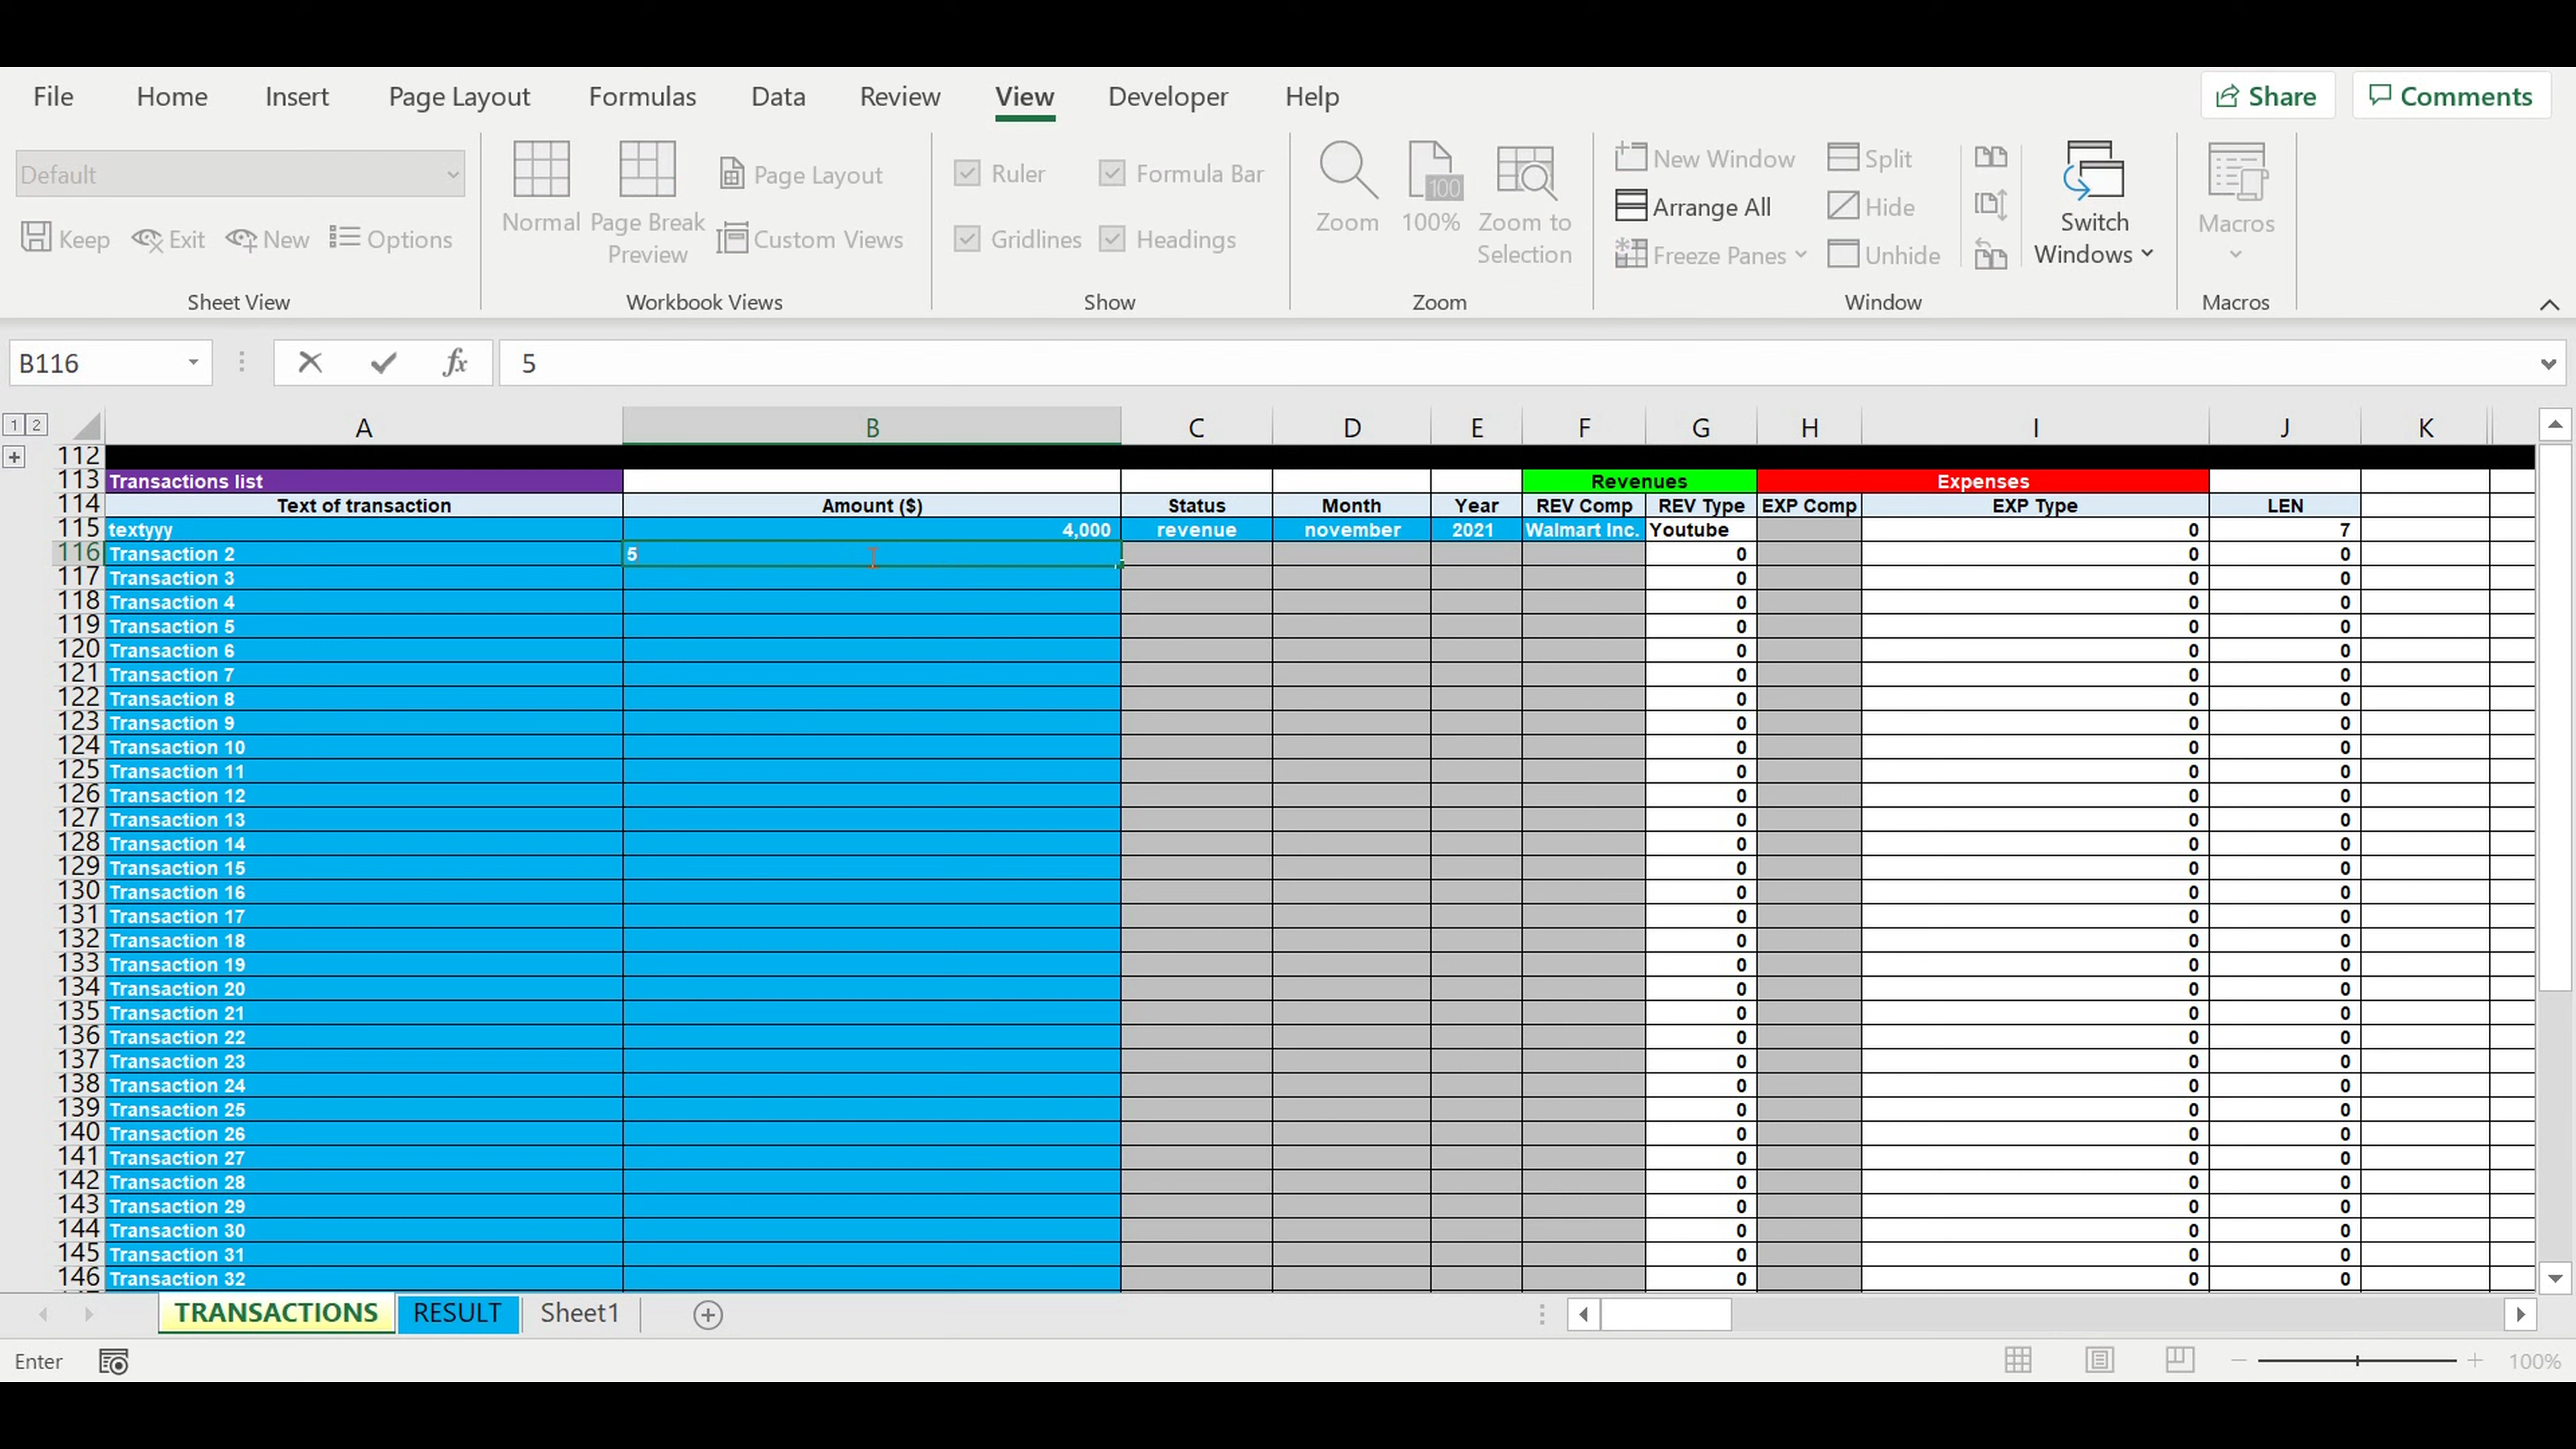 File Home Insert Page Layout Formulas Data Review View Developer Help Share Comments
Default
Keep Exit New Options
Sheet View
Normal Page Break Preview Page Layout Custom Views
Workbook Views
Ruler Formula Bar
Gridlines Headings
Show
Zoom 100 100% Zoom to Selection
Zoom
New Window Split
Arrange All Hide
Freeze Panes Unhide
Switch Windows
Window
Macros
Macros
B116 fx 5
1 2 A B C D E F G H I J K
112
113 Transactions list Revenues Expenses
114 Text of transaction Amount ($) Status Month Year REV Comp REV Type EXP Comp EXP Type LEN
115 textyyy 4,000 revenue november 2021 Walmart Inc. Youtube 0 7
116 Transaction 2 5 0 0 0
117 Transaction 3 0 0 0
118 Transaction 4 0 0 0
119 Transaction 5 0 0 0
120 Transaction 6 0 0 0
121 Transaction 7 0 0 0
122 Transaction 8 0 0 0
123 Transaction 9 0 0 0
124 Transaction 10 0 0 0
125 Transaction 11 0 0 0
126 Transaction 12 0 0 0
127 Transaction 13 0 0 0
128 Transaction 14 0 0 0
129 Transaction 15 0 0 0
130 Transaction 16 0 0 0
131 Transaction 17 0 0 0
132 Transaction 18 0 0 0
133 Transaction 19 0 0 0
134 Transaction 20 0 0 0
135 Transaction 21 0 0 0
136 Transaction 22 0 0 0
137 Transaction 23 0 0 0
138 Transaction 24 0 0 0
139 Transaction 25 0 0 0
140 Transaction 26 0 0 0
141 Transaction 27 0 0 0
142 Transaction 28 0 0 0
143 Transaction 29 0 0 0
144 Transaction 30 0 0 0
145 Transaction 31 0 0 0
146 Transaction 32 0 0 0
TRANSACTIONS RESULT Sheet1
Enter 100%